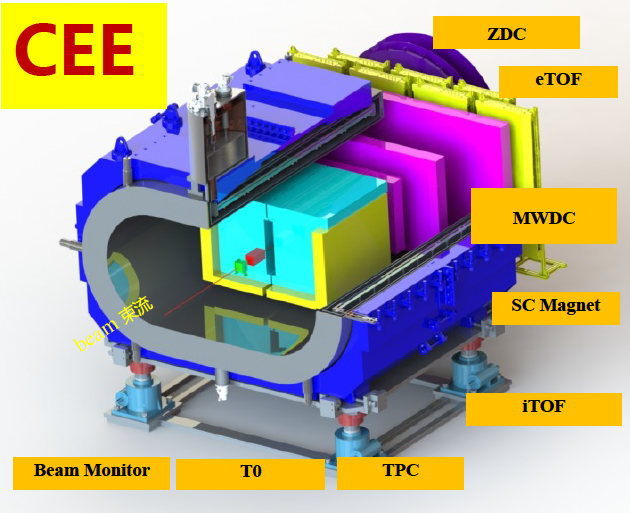 CEE
ZDC
eTOF
MWDC
SC Magnet
beam 束流
iTOF
Beam Monitor
T0
TPC